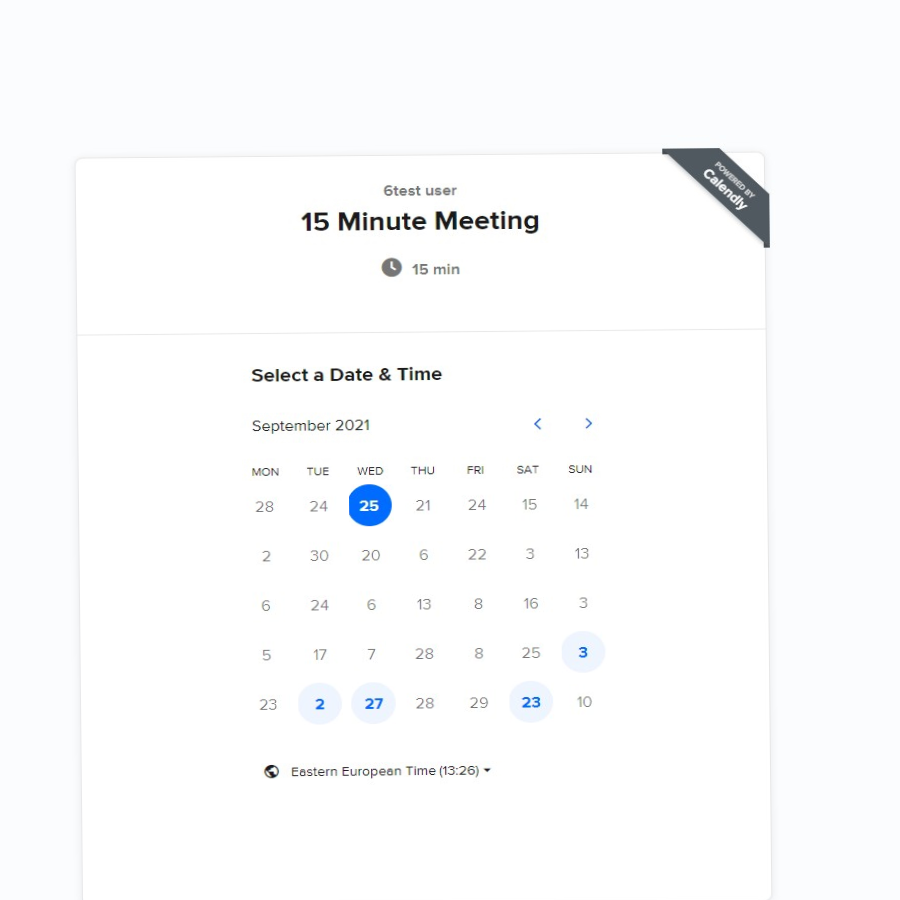 POWERED BY
Calendly
6test user
15 Minute Meeting
15 min
Select a Date & Time
September 2021
MON TUE WED THU FRI SAT SUN
28 24 25 21 24 15 14
2 30 20 6 22 3 13
6 24 6 13 8 16 3
5 17 7 28 8 25 3
23 2 27 28 29 23 10
Eastern European Time (13:26)